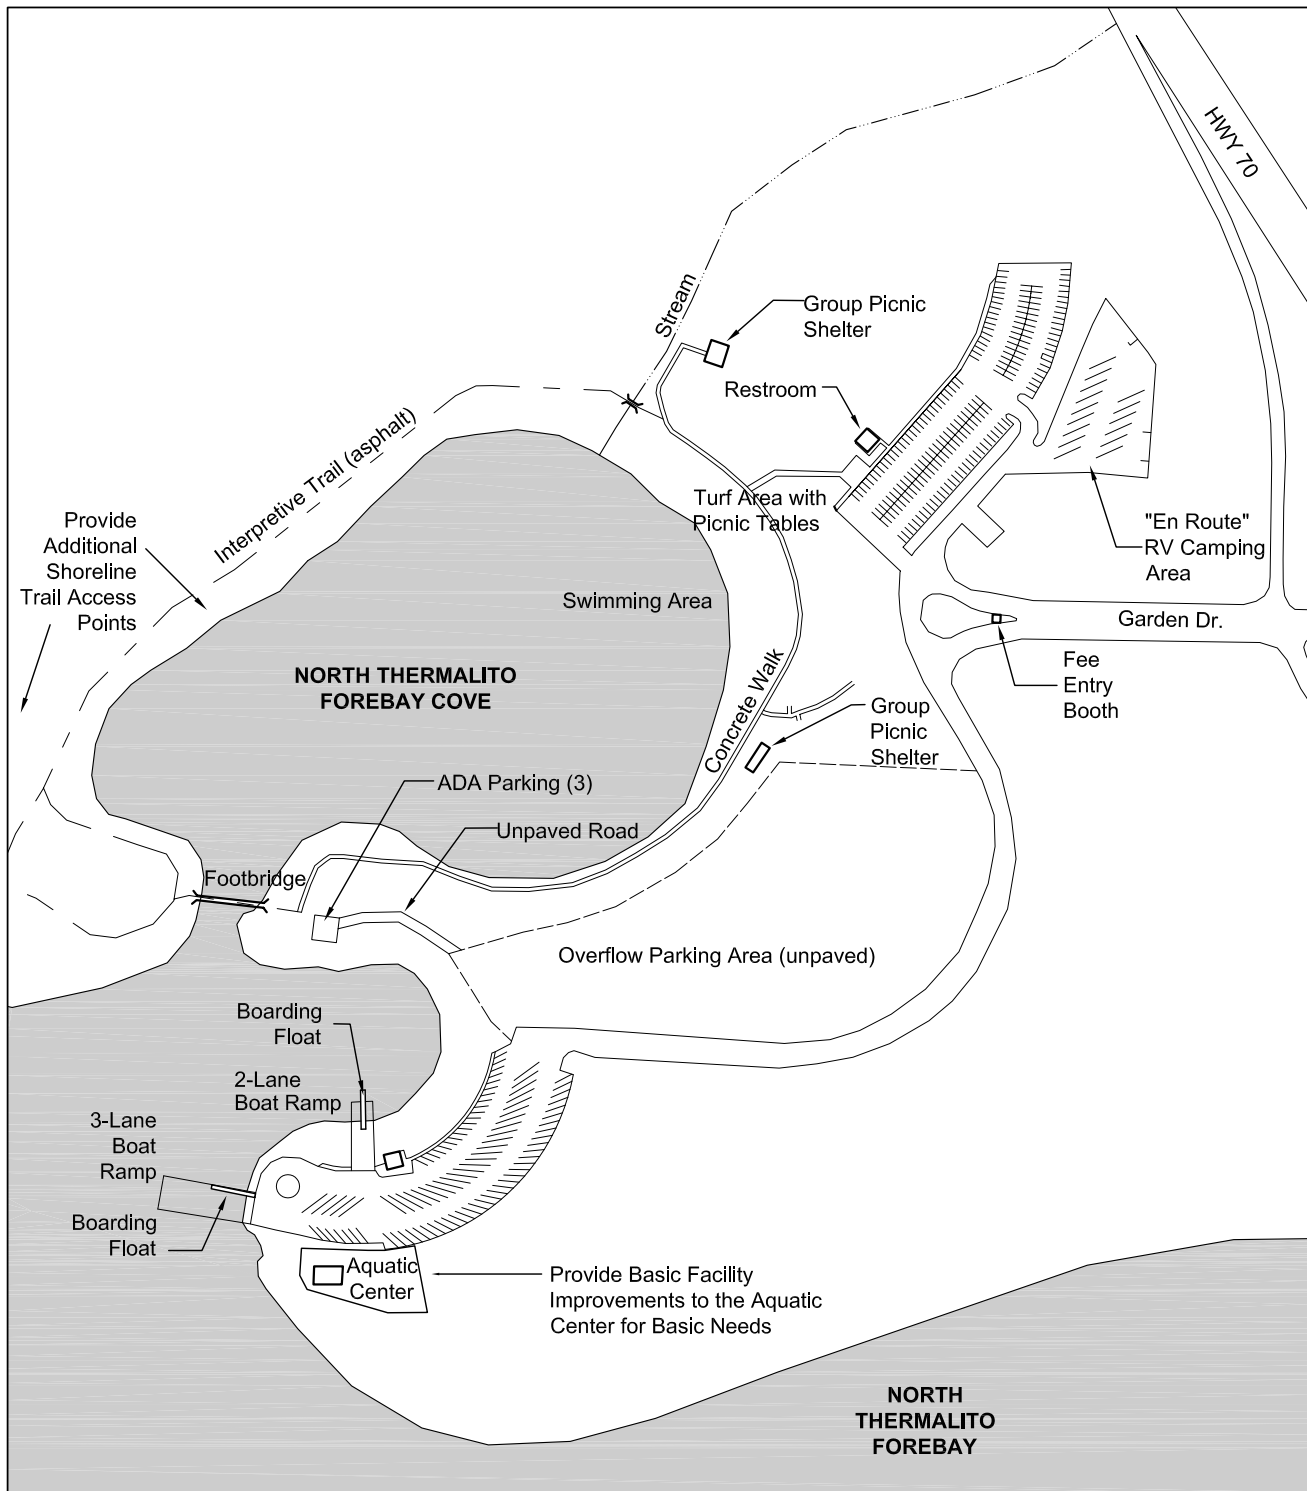 HWY 70
Stream
Group Picnic
Shelter
Restroom
Interpretive Trail (asphalt)
Turf Area with
Picnic Tables
Provide
Additional
Shoreline
Trail Access
Points
"En Route"
RV Camping
Area
Swimming Area
Garden Dr.
NORTH THERMALITO
FOREBAY COVE
Fee
Entry
Booth
Concrete Walk
Group
Picnic
Shelter
ADA Parking (3)
Unpaved Road
Footbridge
Overflow Parking Area (unpaved)
Boarding
Float
2-Lane
Boat Ramp
3-Lane
Boat
Ramp
Boarding
Float
Aquatic
Center
Provide Basic Facility
Improvements to the Aquatic
Center for Basic Needs
NORTH
THERMALITO
FOREBAY